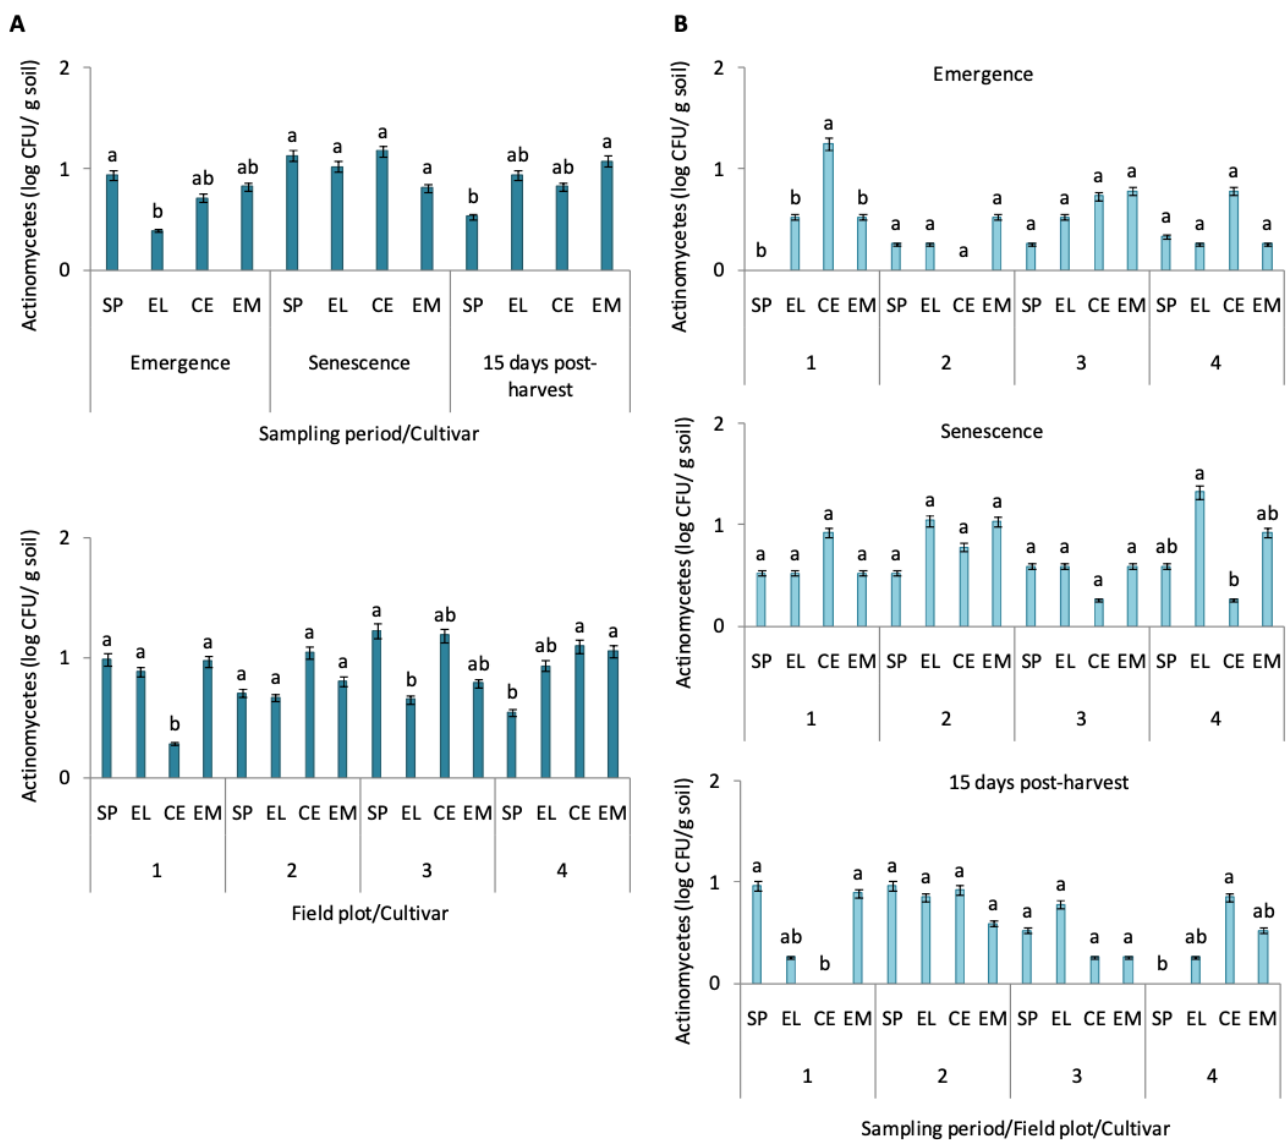 A
Actinomycetes (log CFU/ g soil)
2
1
0
a b ab ab a a a a b ab ab a
SP EL CE EM SP EL CE EM SP EL CE EM
Emergence Senescence 15 days post-
harvest
Sampling period/Cultivar
Actinomycetes (log CFU/ g soil)
2
1
0
a a b a a a a a a b ab ab b ab a a
SP EL CE EM SP EL CE EM SP EL CE EM SP EL CE EM
1 2 3 4
Field plot/Cultivar
B
Actinomycetes (log CFU/ g soil)
Emergence
2
1
0
b b a b a a a a a a a a a a a a
SP EL CE EM SP EL CE EM SP EL CE EM SP EL CE EM
1 2 3 4
Actinomycetes (log CFU/ g soil)
Senescence
2
1
0
a a a a a a a a a a a a ab a b ab
SP EL CE EM SP EL CE EM SP EL CE EM SP EL CE EM
1 2 3 4
Actinomycetes (log CFU/g soil)
15 days post-harvest
2
1
0
a ab b a a a a a a a a a b ab a ab
SP EL CE EM SP EL CE EM SP EL CE EM SP EL CE EM
1 2 3 4
Sampling period/Field plot/Cultivar